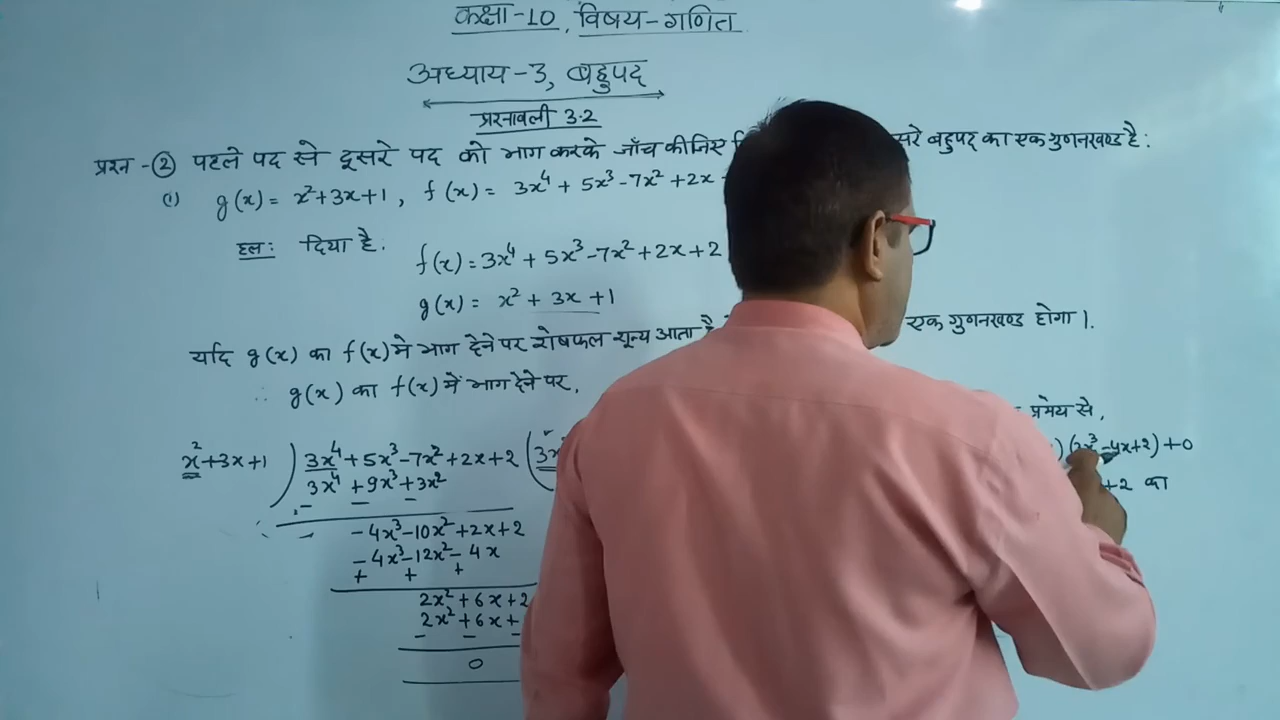 कक्षा-10, विषय-गणित
अध्याय-3, बहुपद
प्रश्नावली 3.2
प्रश्न-② पहले पद से दूसरे पद को भाग करके जाँच कीजिए बहुपद का एक गुणनखण्ड है:
(i) g(x) = x²+3x+1, f(x) = 3x⁴ + 5x³ -7x² +2x
हल: दिया है.
f(x) = 3x⁴ + 5x³ -7x² +2x +2
g(x) = x² + 3x +1
यदि g(x) का f(x) में भाग देने पर शेषफल शून्य आता है एक गुणनखण्ड होगा।
∴ g(x) का f(x) में भाग देने पर,
प्रमेय से,
x²+3x+1 ) 3x⁴ +5x³ -7x² +2x +2 ( 3x
) ( -4x+2) +0
3x⁴ +9x³ +3x²
- - -
+2 का
-4x³ -10x² +2x +2
-4x³ -12x² - 4x
+ + +
2x² +6x +2
2x² +6x +
- - -
0